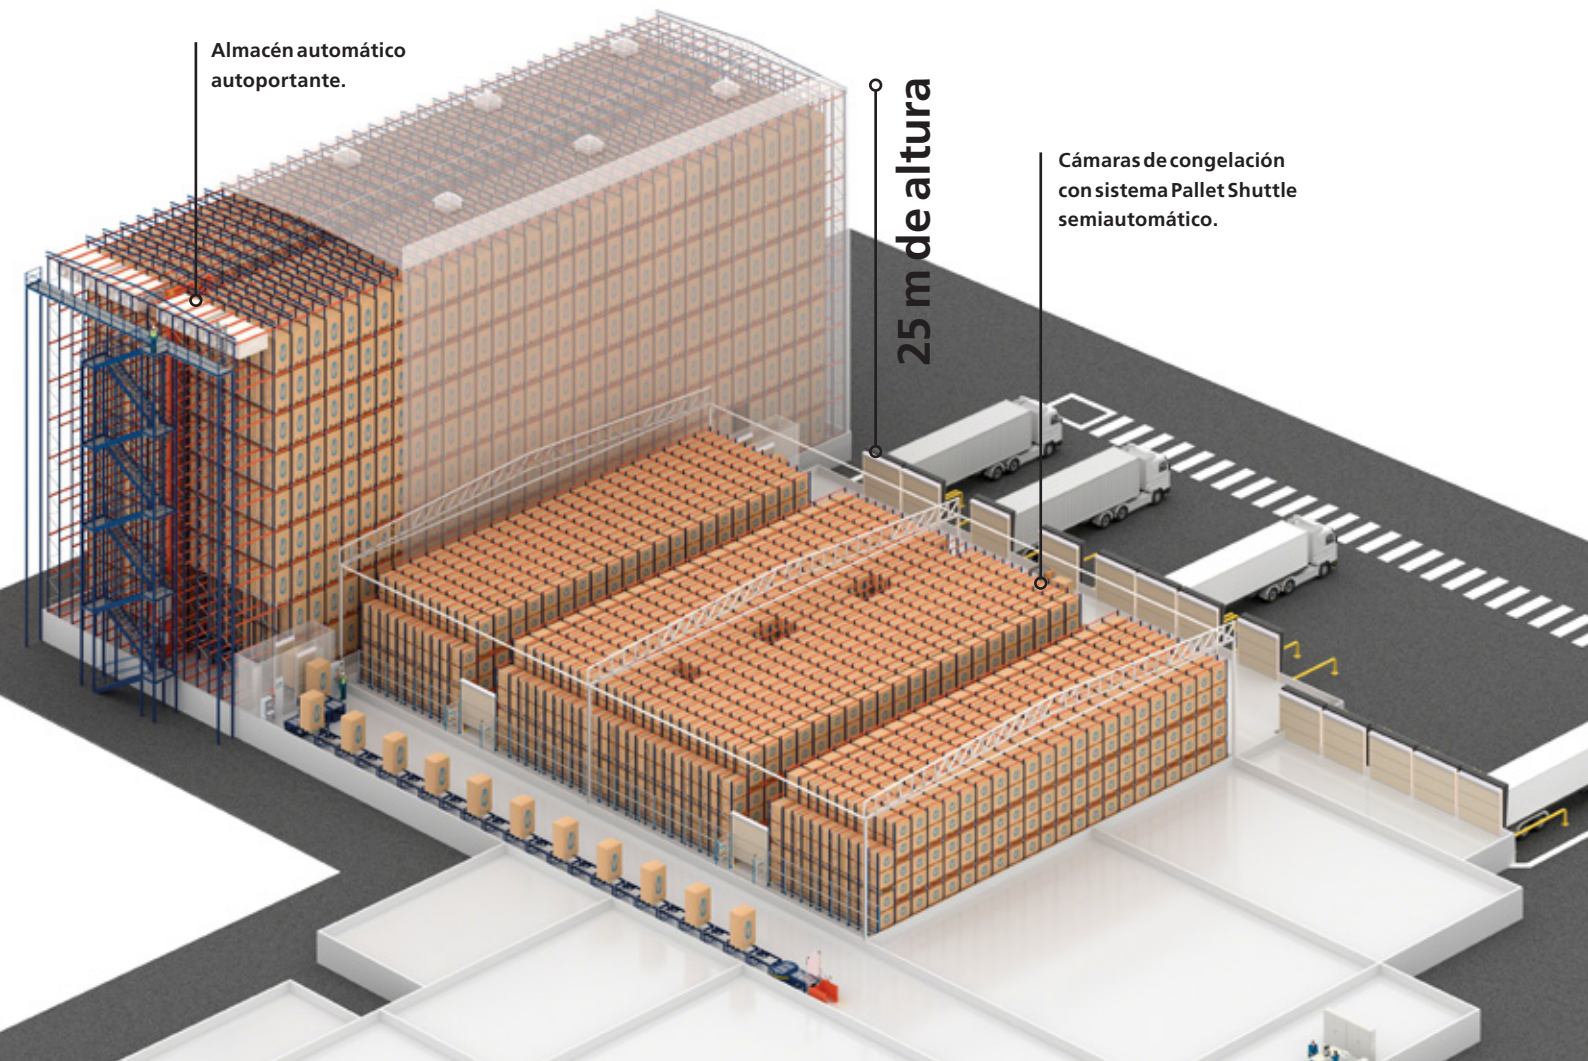 Almacén automático
autoportante.
25 m de altura
Cámaras de congelación
con sistema Pallet Shuttle
semiautomático.